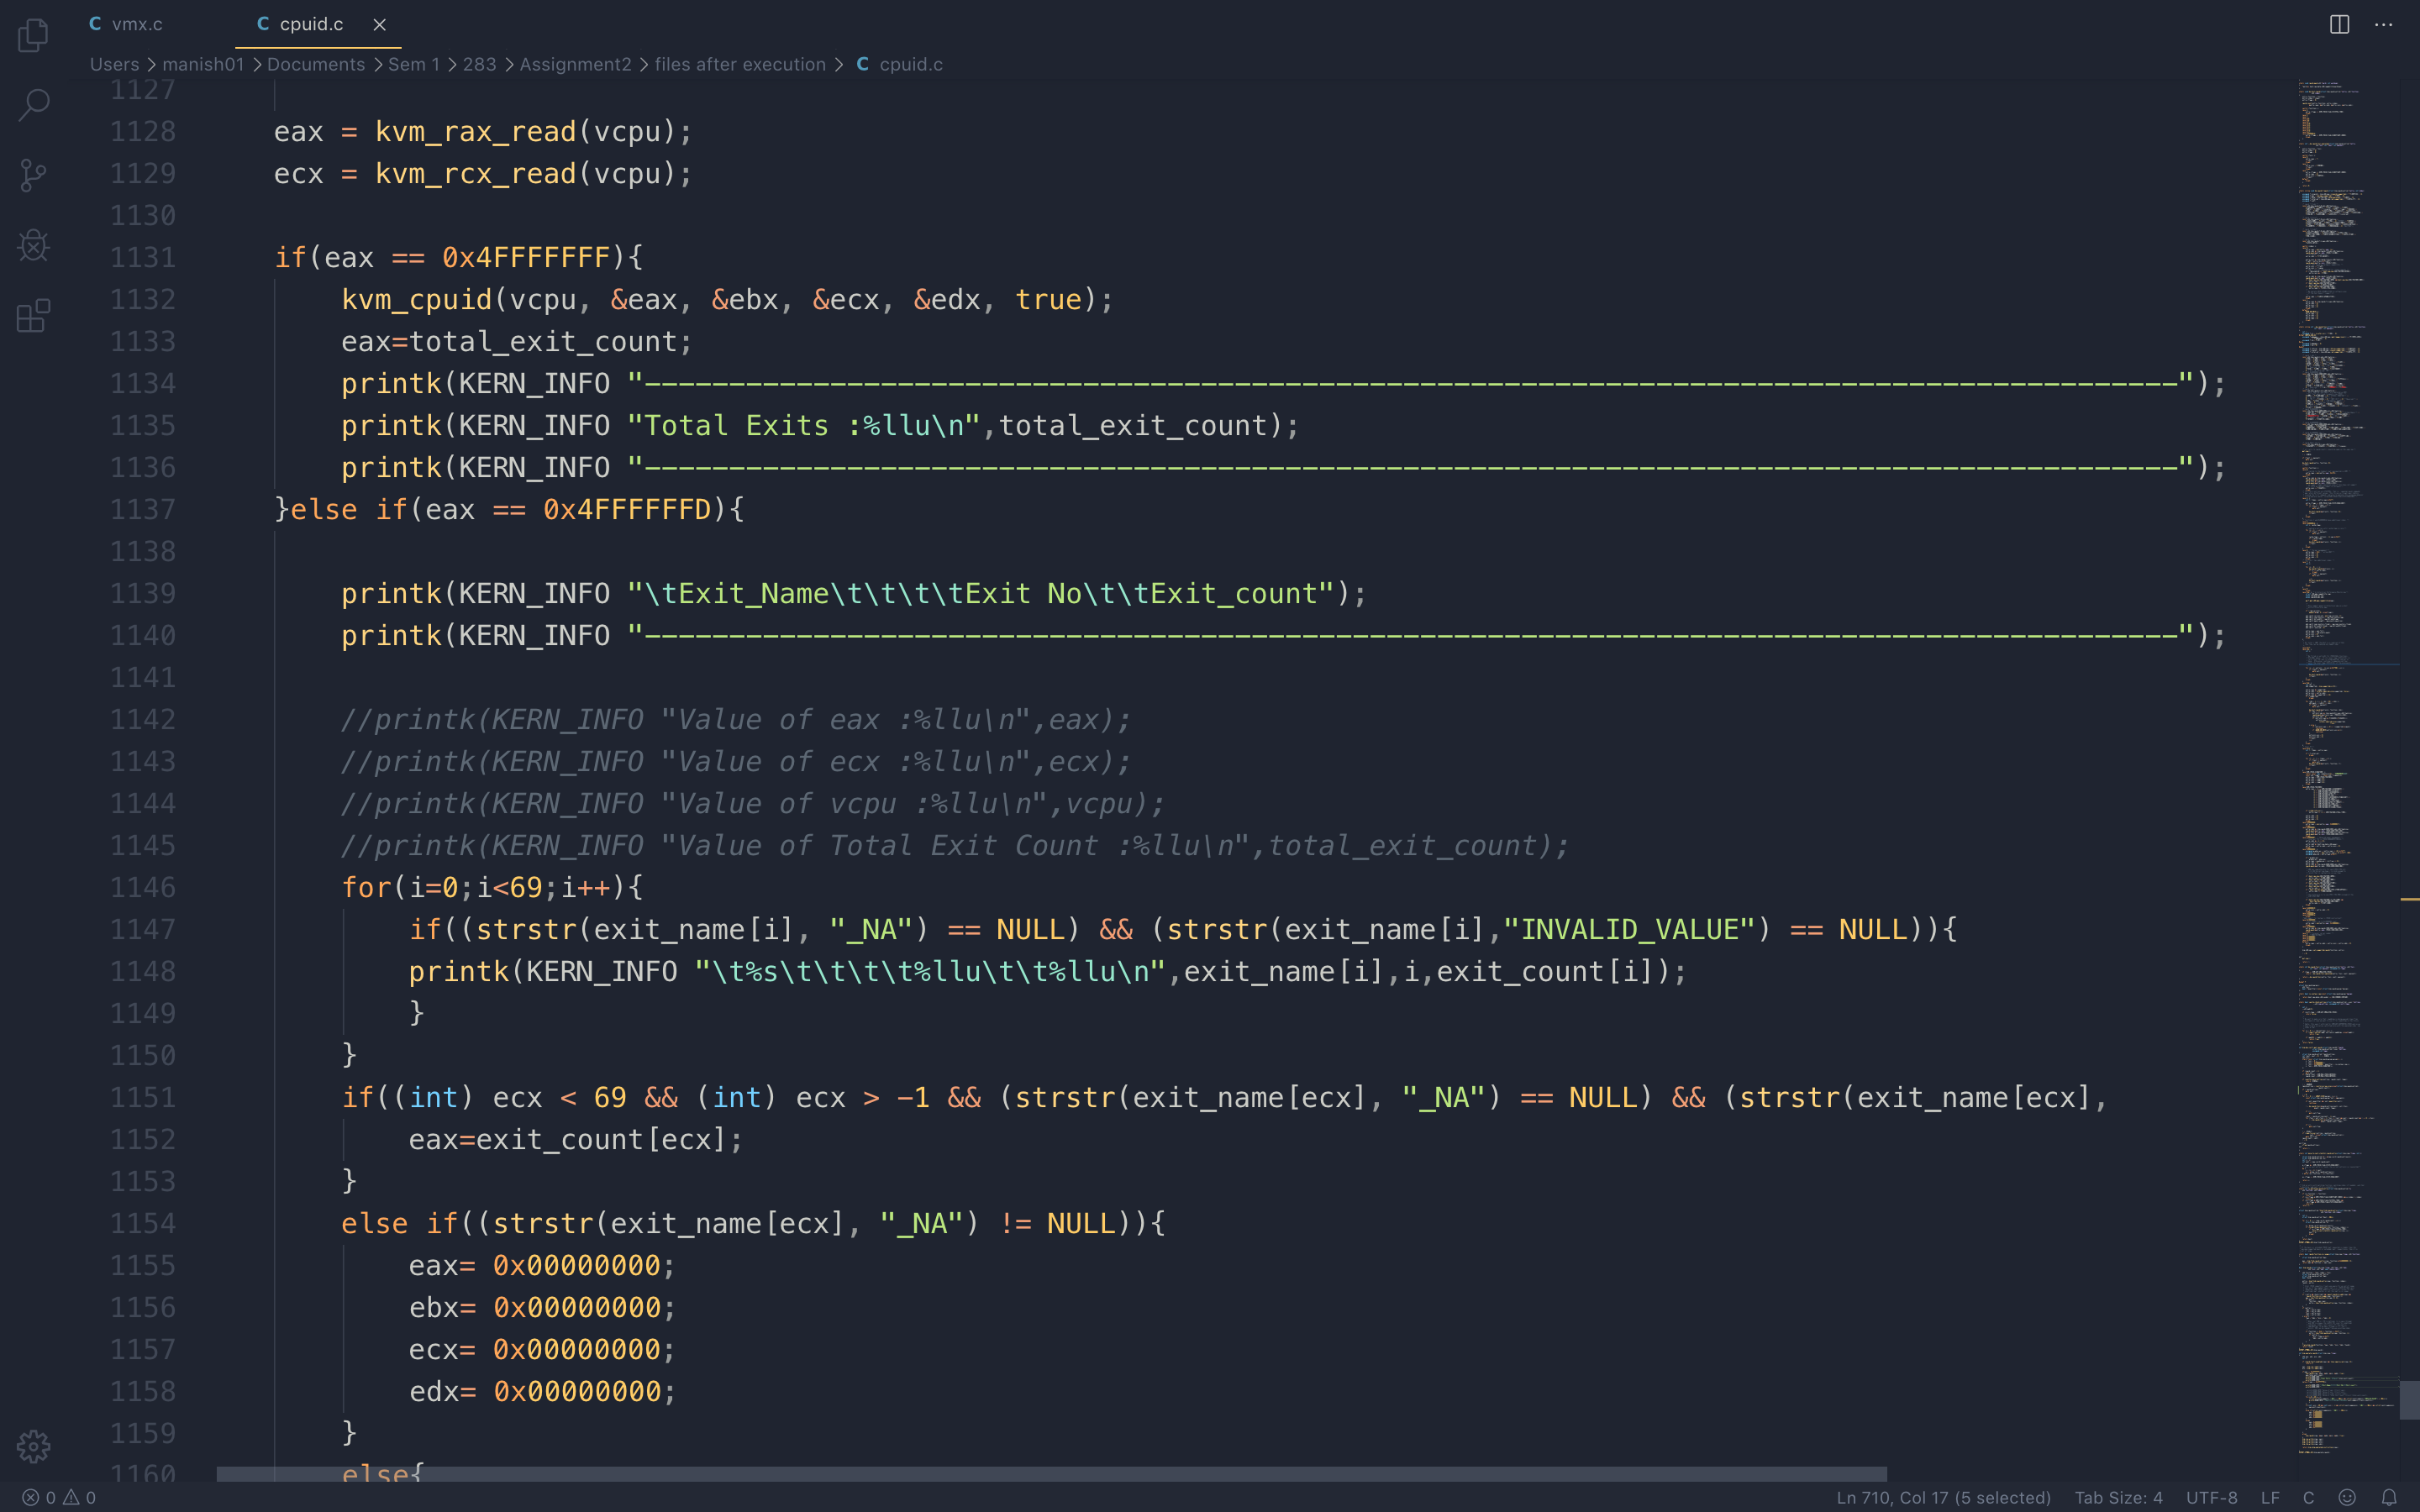 C vmx.c C cpuid.c
Users > manish01 > Documents > Sem 1 > 283 > Assignment2 > files after execution > C cpuid.c
1127
1128 eax = kvm_rax_read(vcpu);
1129 ecx = kvm_rcx_read(vcpu);
1130
1131 if(eax == 0x4FFFFFFF){
1132 kvm_cpuid(vcpu, &eax, &ebx, &ecx, &edx, true);
1133 eax=total_exit_count;
1134 printk(KERN_INFO "-------------------------------------------------------------------------------------------");
1135 printk(KERN_INFO "Total Exits :%llu\n",total_exit_count);
1136 printk(KERN_INFO "-------------------------------------------------------------------------------------------");
1137 }else if(eax == 0x4FFFFFFD){
1138
1139 printk(KERN_INFO "\tExit_Name\t\t\t\tExit No\t\tExit_count");
1140 printk(KERN_INFO "-------------------------------------------------------------------------------------------");
1141
1142 //printk(KERN_INFO "Value of eax :%llu\n",eax);
1143 //printk(KERN_INFO "Value of ecx :%llu\n",ecx);
1144 //printk(KERN_INFO "Value of vcpu :%llu\n",vcpu);
1145 //printk(KERN_INFO "Value of Total Exit Count :%llu\n",total_exit_count);
1146 for(i=0;i<69;i++){
1147 if((strstr(exit_name[i], "_NA") == NULL) && (strstr(exit_name[i],"INVALID_VALUE") == NULL)){
1148 printk(KERN_INFO "\t%s\t\t\t\t%llu\t\t%llu\n",exit_name[i],i,exit_count[i]);
1149 }
1150 }
1151 if((int) ecx < 69 && (int) ecx > -1 && (strstr(exit_name[ecx], "_NA") == NULL) && (strstr(exit_name[ecx],
1152 eax=exit_count[ecx];
1153 }
1154 else if((strstr(exit_name[ecx], "_NA") != NULL)){
1155 eax= 0x00000000;
1156 ebx= 0x00000000;
1157 ecx= 0x00000000;
1158 edx= 0x00000000;
1159 }
1160 else{
0 0 Ln 710, Col 17 (5 selected) Tab Size: 4 UTF-8 LF C